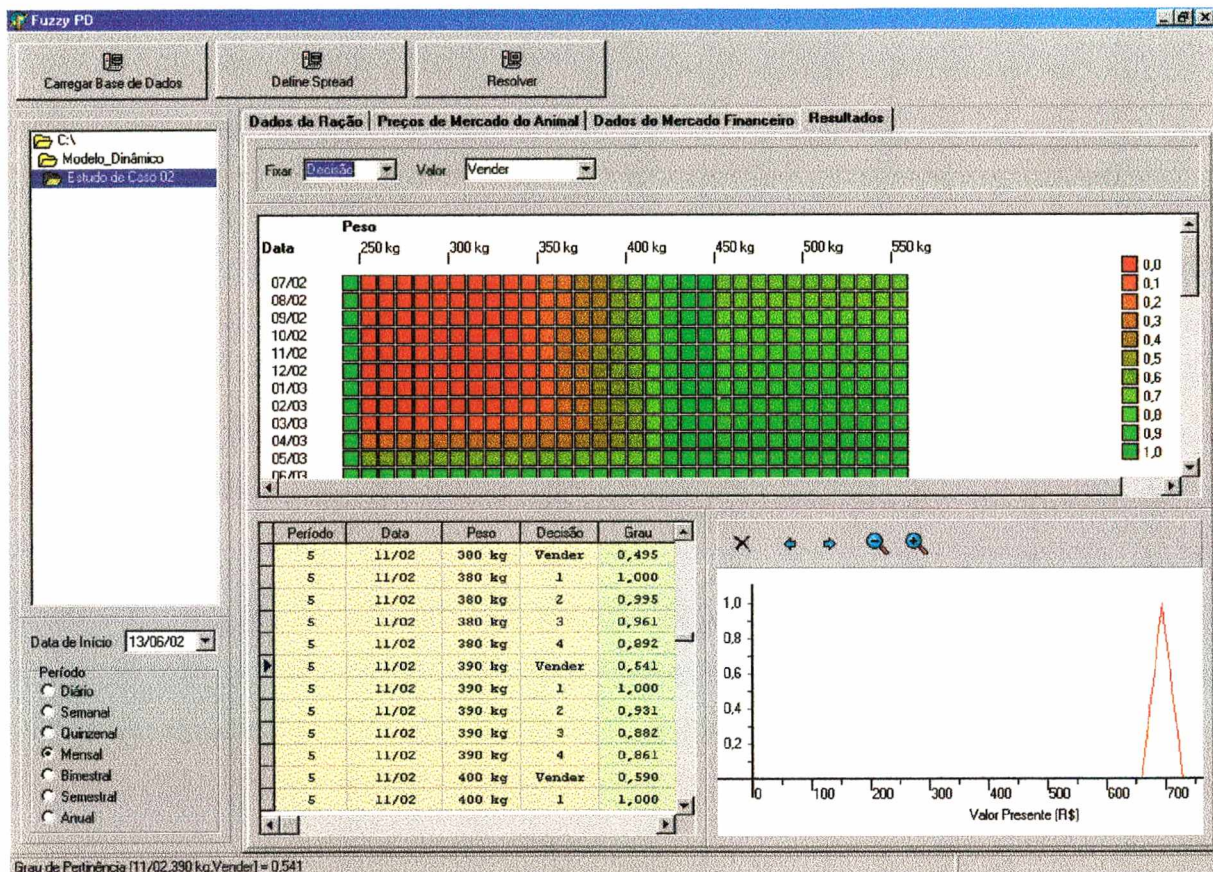 Fuzzy PD
Carregar Base de Dados
Define Spread
Resolver
C:\
Modelo_Dinâmico
Estudo de Caso 02
Data de Início 13/06/02
Período
Diário
Semanal
Quinzenal
Mensal
Bimestral
Semestral
Anual
Dados da Ração
Preços de Mercado do Animal
Dados do Mercado Financeiro
Resultados
Fixar Decisão Valor Vender
Peso
Data 250 kg 300 kg 350 kg 400 kg 450 kg 500 kg 550 kg
07/02
08/02
09/02
10/02
11/02
12/02
01/03
02/03
03/03
04/03
05/03
06/03
0,0
0,1
0,2
0,3
0,4
0,5
0,6
0,7
0,8
0,9
1,0
Período Data Peso Decisão Grau
5 11/02 380 kg Vender 0,495
5 11/02 380 kg 1 1,000
5 11/02 380 kg 2 0,995
5 11/02 380 kg 3 0,961
5 11/02 380 kg 4 0,892
5 11/02 390 kg Vender 0,541
5 11/02 390 kg 1 1,000
5 11/02 390 kg 2 0,931
5 11/02 390 kg 3 0,882
5 11/02 390 kg 4 0,861
5 11/02 400 kg Vender 0,590
5 11/02 400 kg 1 1,000
1,0
0,8
0,6
0,4
0,2
0 100 200 300 400 500 600 700
Valor Presente (R$)
Grau de Pertinência [11/02,390 kg,Vender] = 0,541